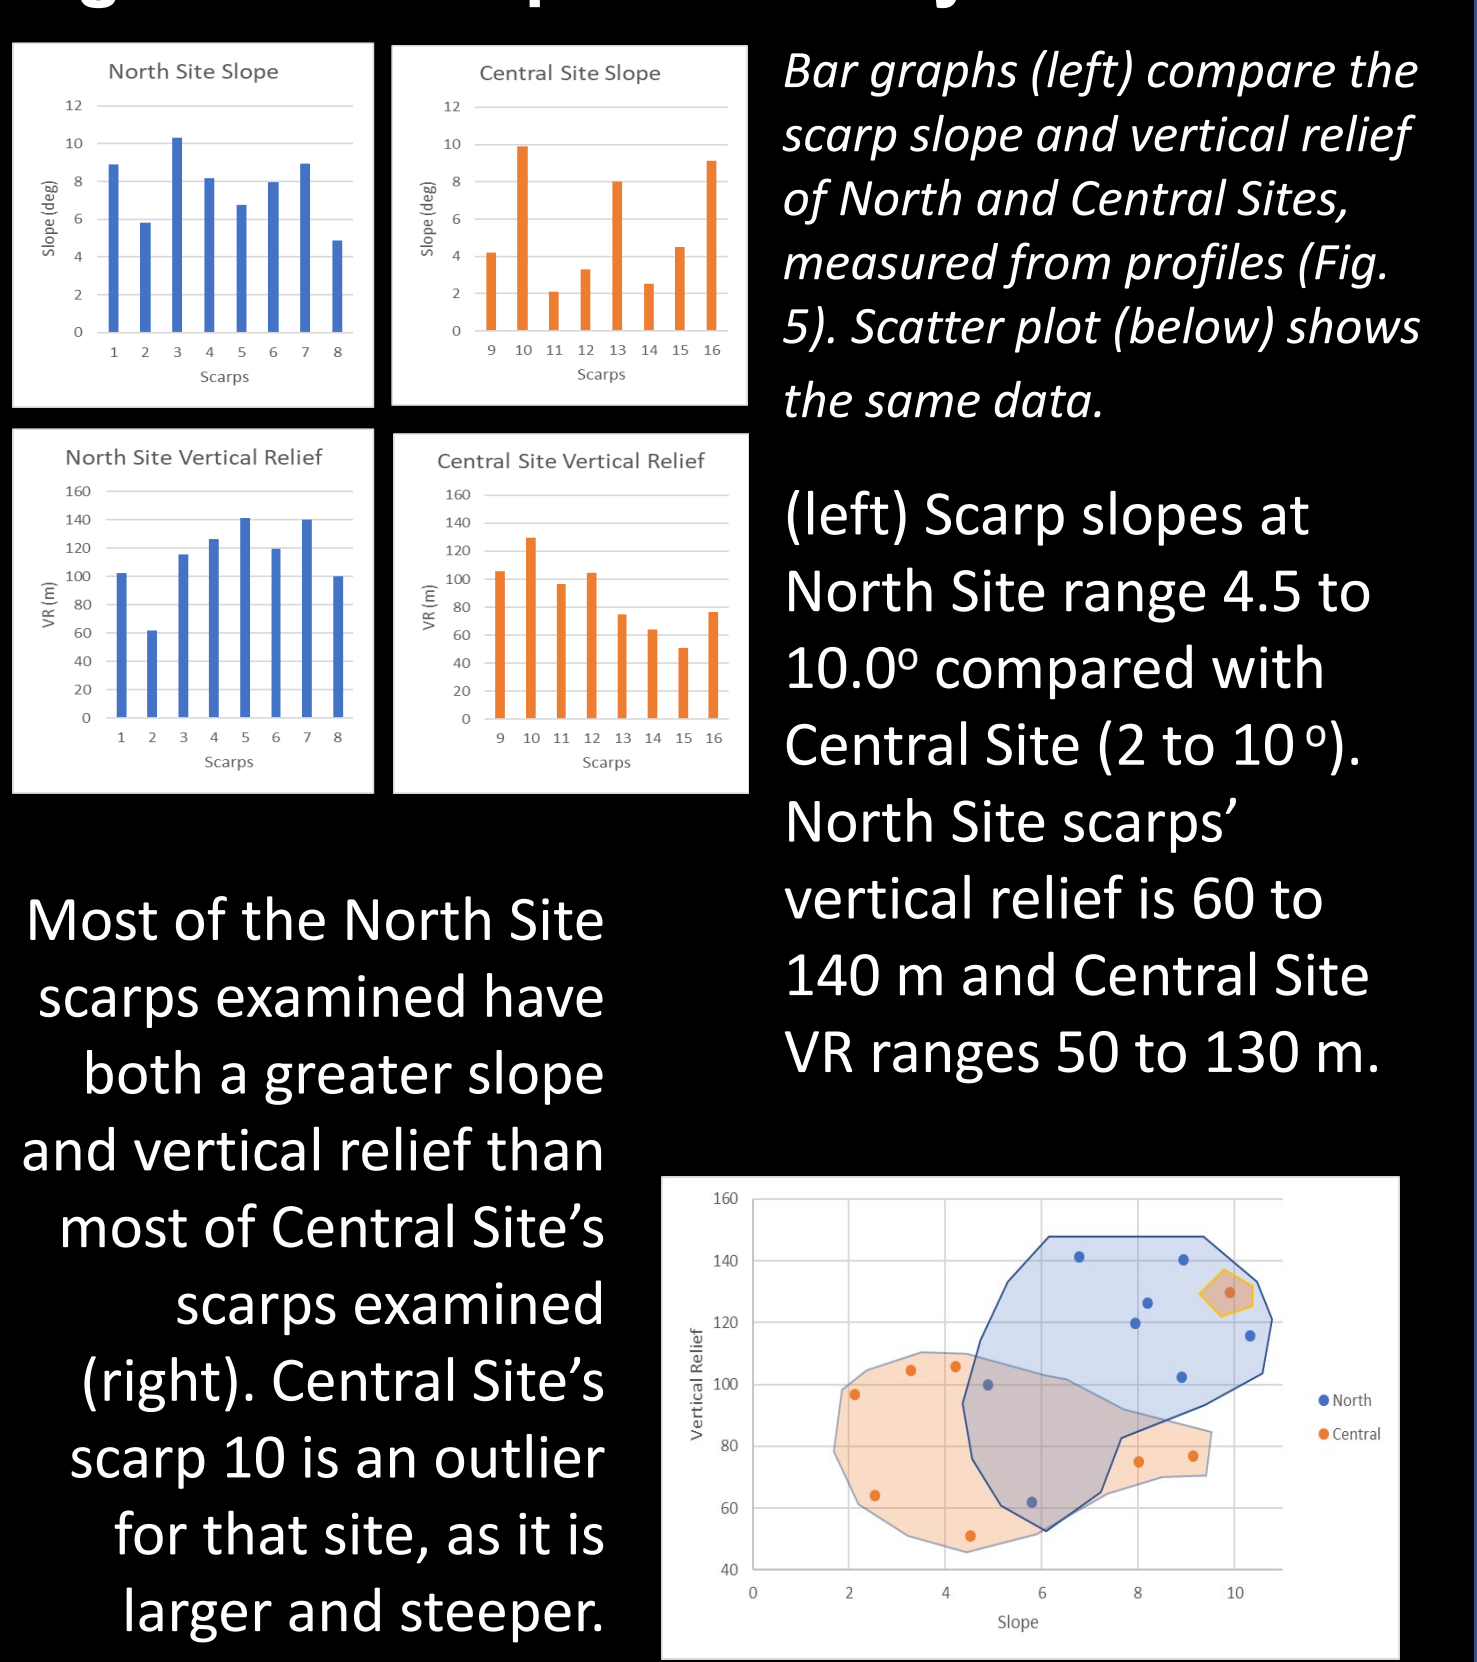 North Site Slope
12
10
8
6
4
2
0
Slope (deg)
1 2 3 4 5 6 7 8
Scarps
Central Site Slope
12
10
8
6
4
2
0
Slope (deg)
9 10 11 12 13 14 15 16
Scarps
Bar graphs (left) compare the
scarp slope and vertical relief
of North and Central Sites,
measured from profiles (Fig.
5). Scatter plot (below) shows
the same data.
North Site Vertical Relief
160
140
120
100
80
60
40
20
0
VR (m)
1 2 3 4 5 6 7 8
Scarps
Central Site Vertical Relief
160
140
120
100
80
60
40
20
0
VR (m)
9 10 11 12 13 14 15 16
Scarps
(left) Scarp slopes at
North Site range 4.5 to
10.0º compared with
Central Site (2 to 10 º).
North Site scarps’
vertical relief is 60 to
140 m and Central Site
VR ranges 50 to 130 m.
Most of the North Site
scarps examined have
both a greater slope
and vertical relief than
most of Central Site’s
scarps examined
(right). Central Site’s
scarp 10 is an outlier
for that site, as it is
larger and steeper.
160
140
120
100
80
60
40
Vertical Relief
0 2 4 6 8 10
Slope
North
Central